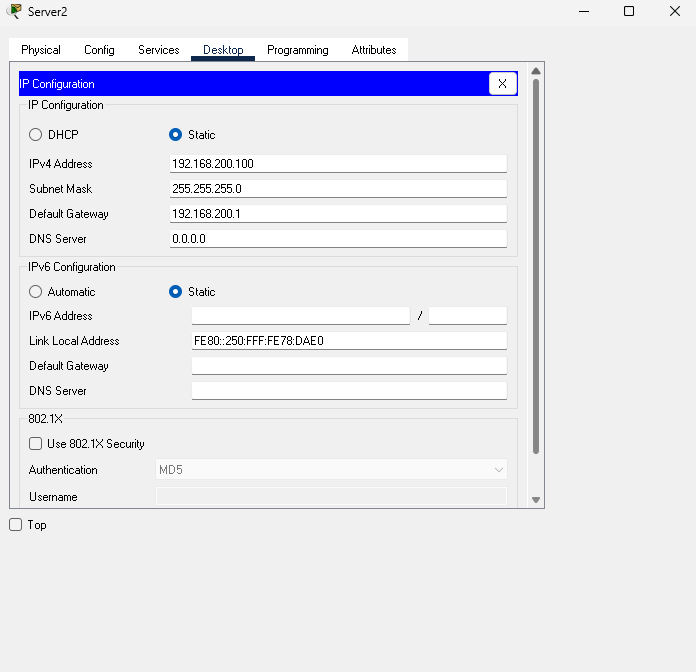 Server2
Physical Config Services Desktop Programming Attributes
IP Configuration
X
IP Configuration
DHCP Static
IPv4 Address 192.168.200.100
Subnet Mask 255.255.255.0
Default Gateway 192.168.200.1
DNS Server 0.0.0.0
IPv6 Configuration
Automatic Static
IPv6 Address /
Link Local Address FE80::250:FFF:FE78:DAE0
Default Gateway
DNS Server
802.1X
Use 802.1X Security
Authentication MD5
Username
Top